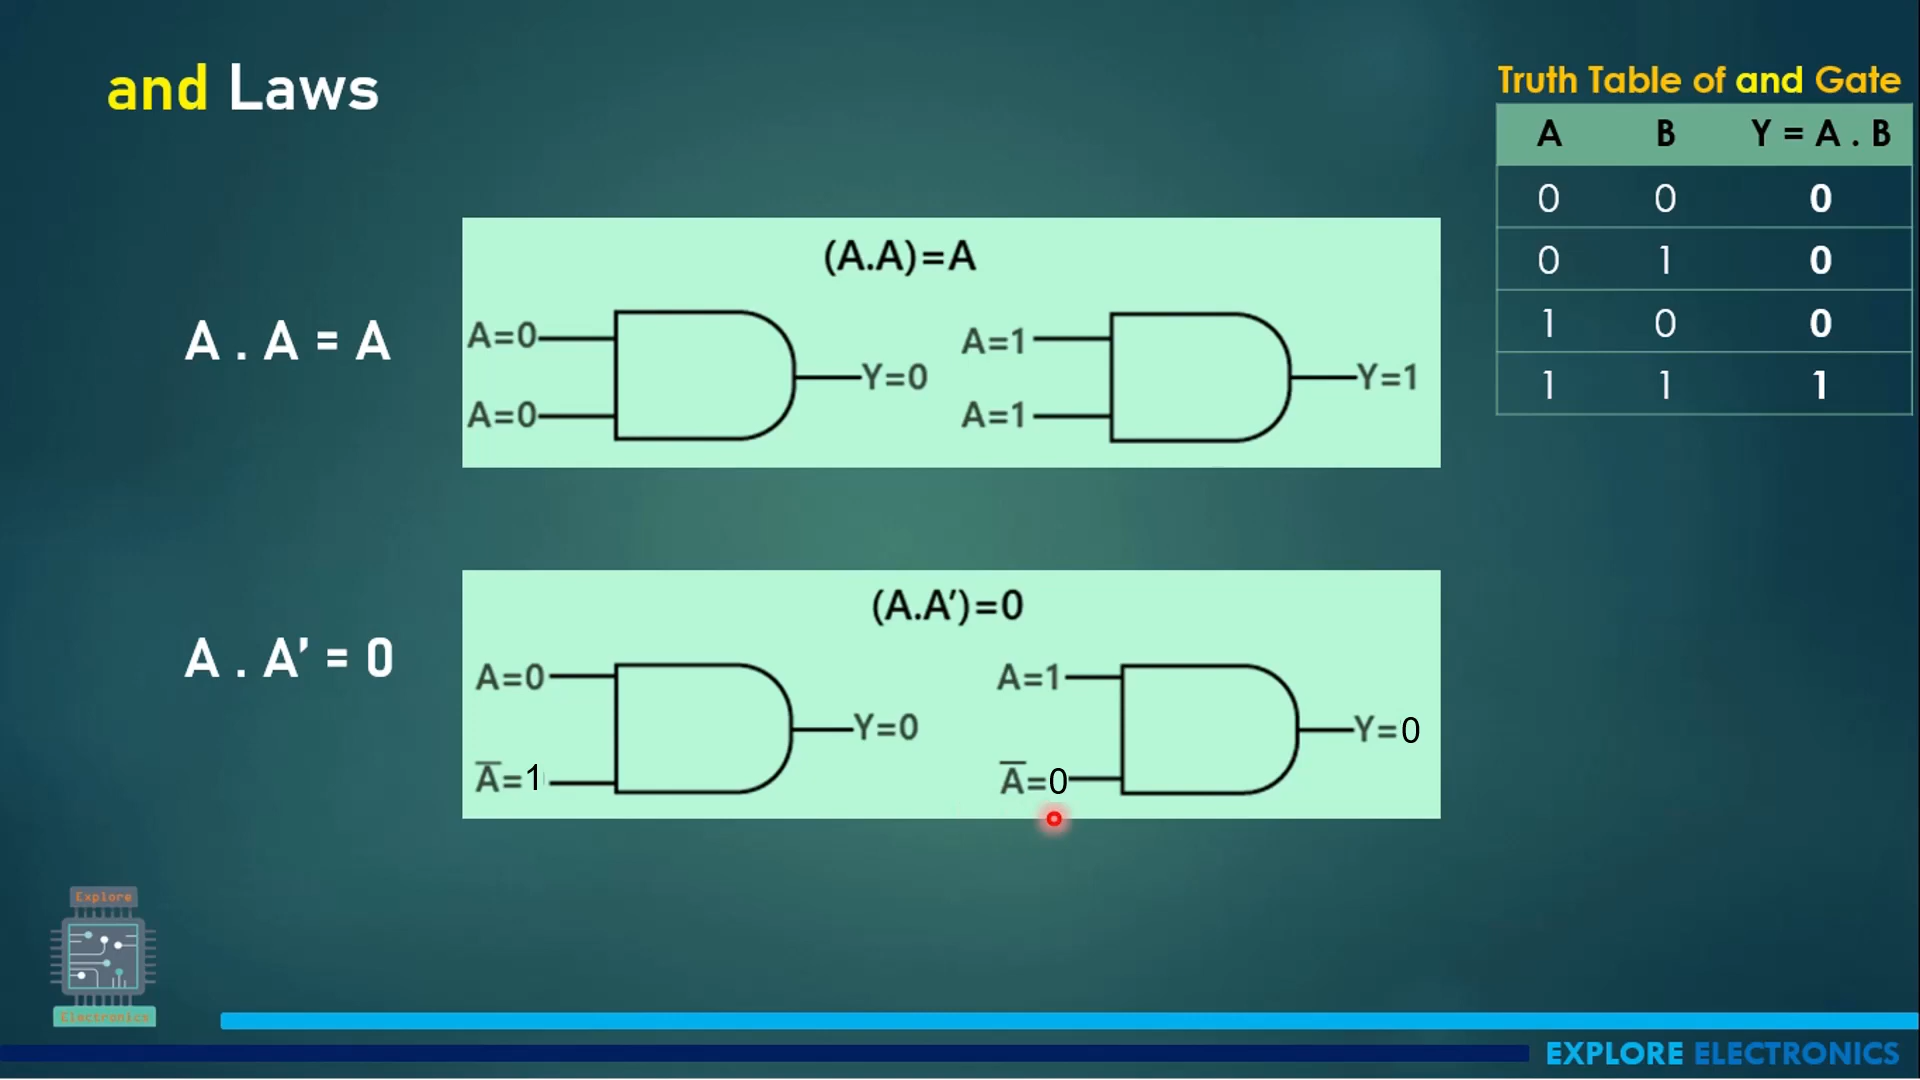 and Laws
Truth Table of and Gate
A B Y = A . B
0 0 0
0 1 0
1 0 0
1 1 1
A . A = A
(A.A)=A
A=0
A=0
Y=0
A=1
A=1
Y=1
A . A’ = 0
(A.A’)=0
A=0
A̅=1
Y=0
A=1
A̅=0
Y=0
Explore
Electronics
EXPLORE ELECTRONICS